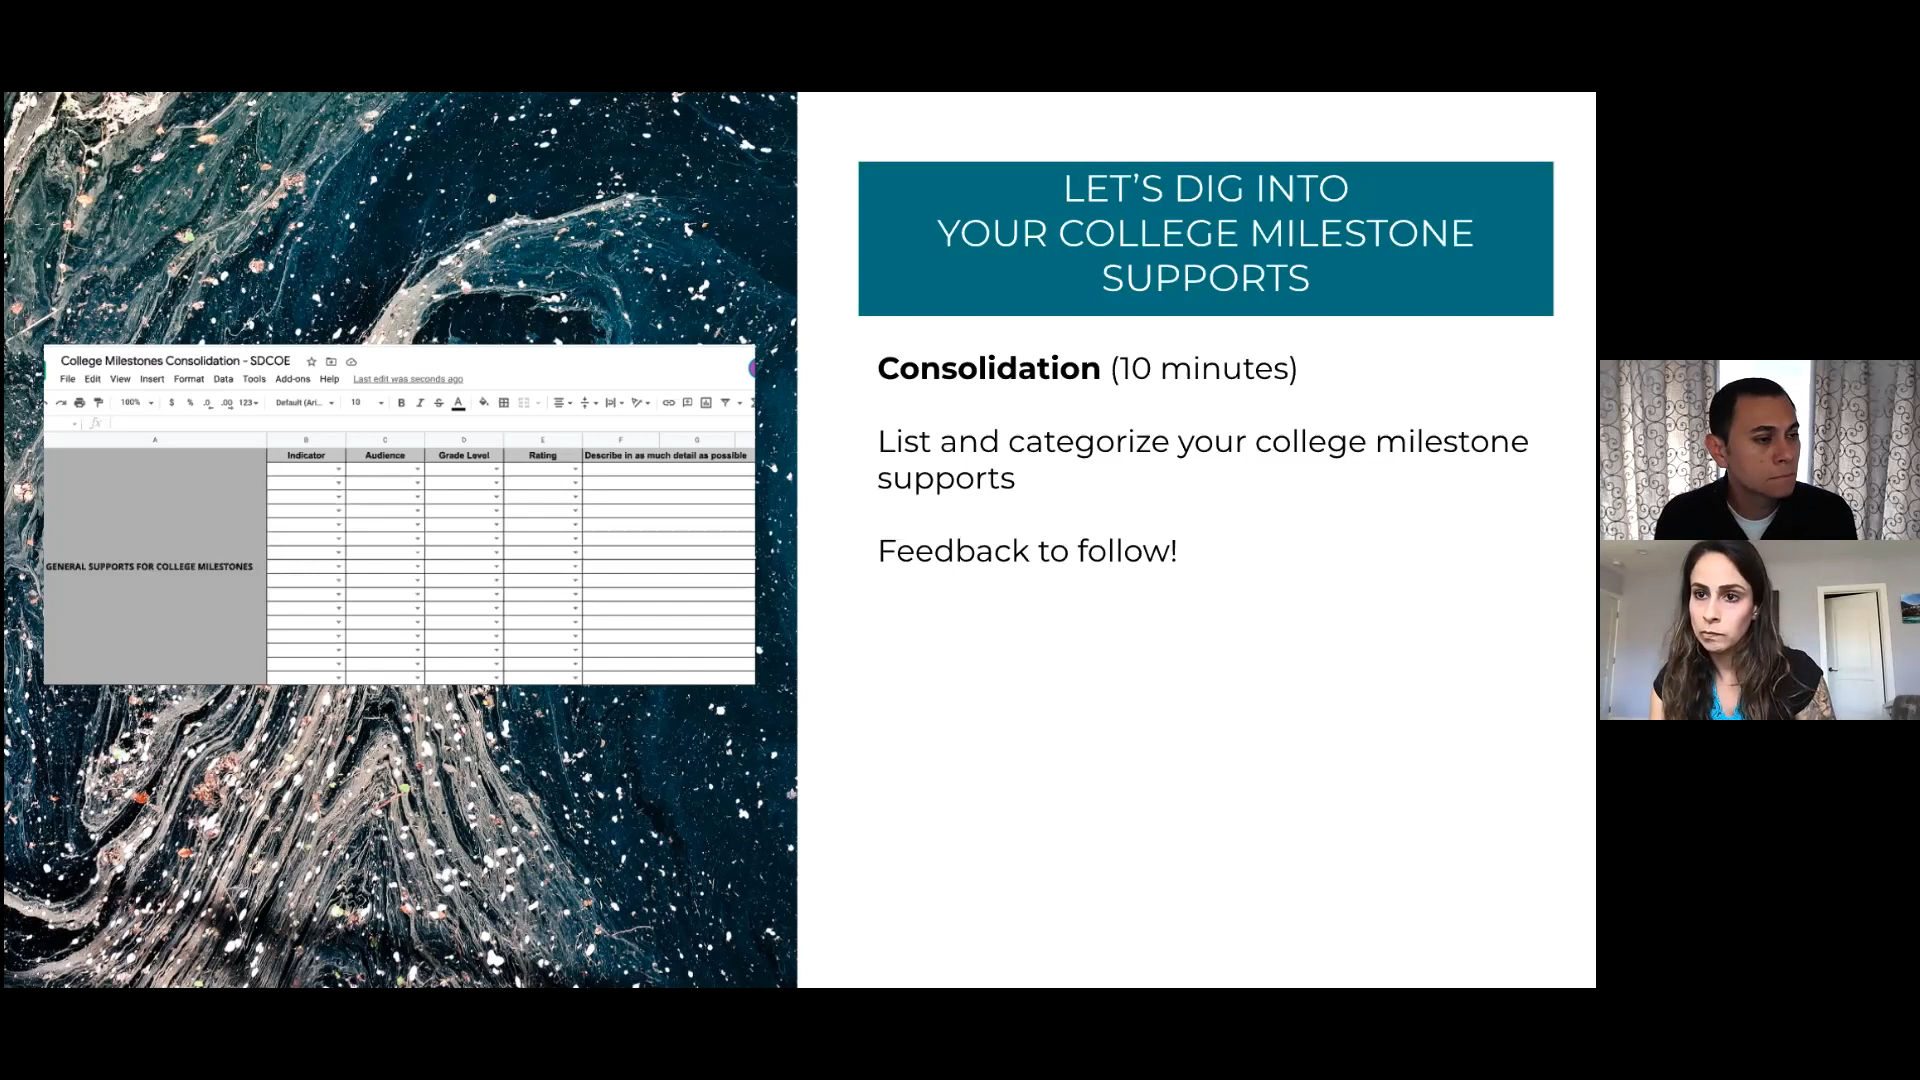 College Milestones Consolidation - SDCOE
File Edit View Insert Format Data Tools Add-ons Help Last edit was seconds ago
100% $ % .0 .00 123 Default (Ari... 10 B I S A
fx
A B C D E F G
Indicator Audience Grade Level Rating Describe in as much detail as possible
GENERAL SUPPORTS FOR COLLEGE MILESTONES
LET’S DIG INTO
YOUR COLLEGE MILESTONE
SUPPORTS
Consolidation (10 minutes)
List and categorize your college milestone
supports
Feedback to follow!